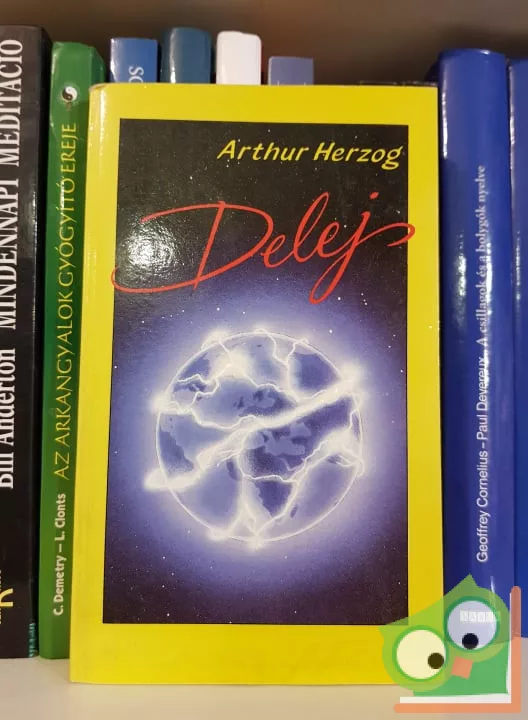 Arthur Herzog
Delej
Bill Anderton MINDENNAPI MEDITÁCIÓ
C. Demetry – L. Clonts AZ ARKANGYALOK GYÓGYÍTÓ EREJE
Geoffrey Cornelius - Paul Devereux A csillagok és a bolygók nyelve